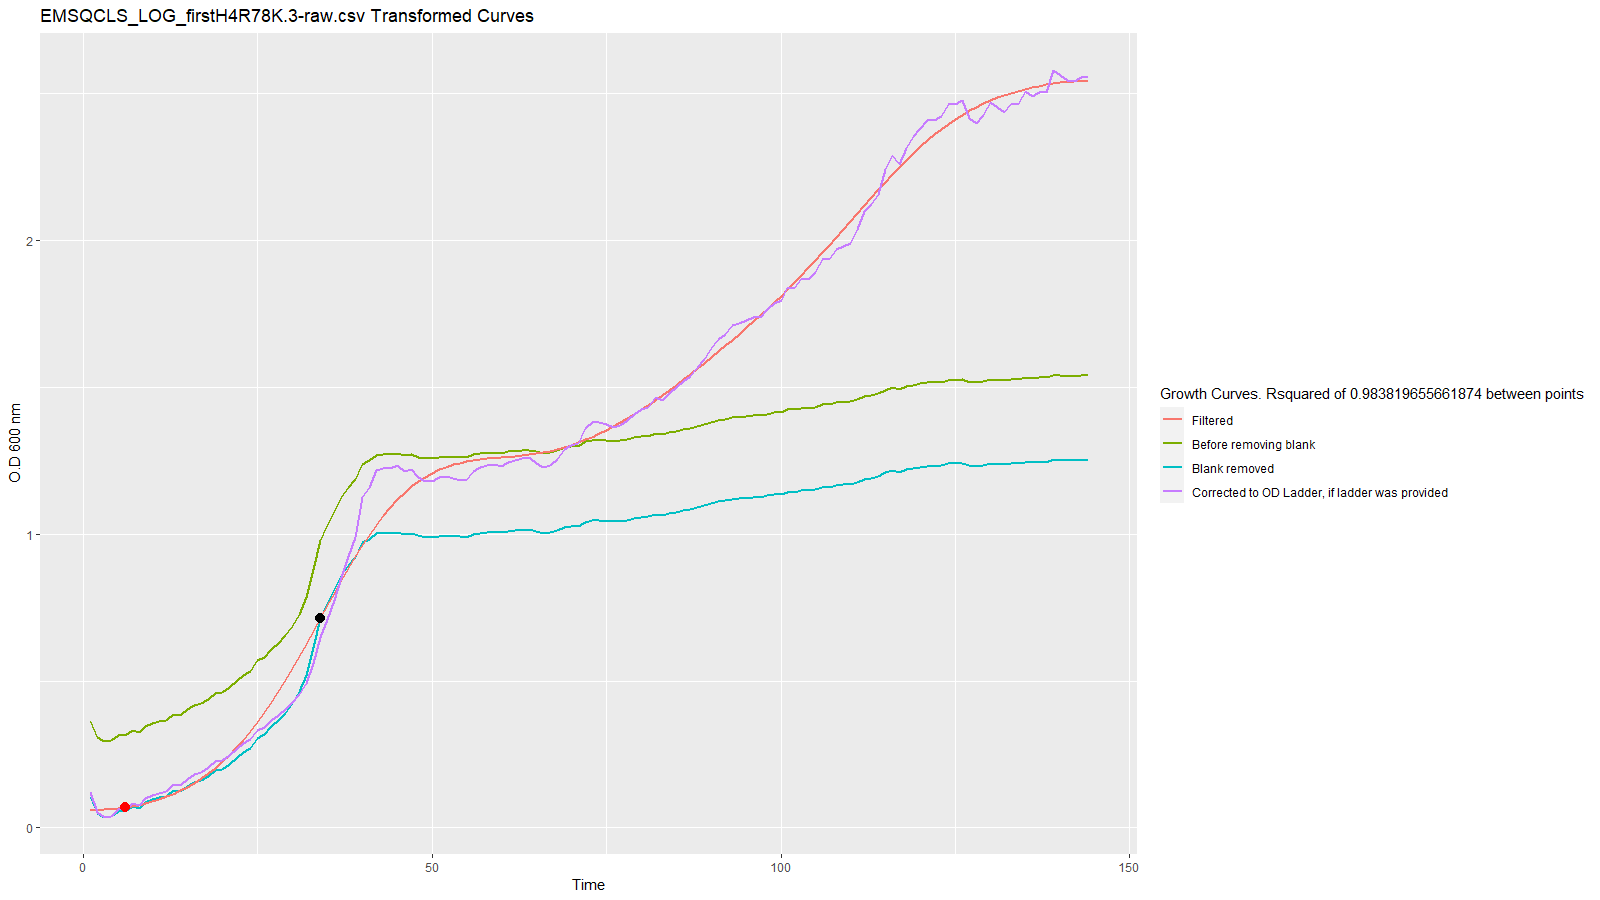 EMSQCLS_LOG_firstH4R78K.3-raw.csv Transformed Curves
O.D 600 nm
2
1
0
0
50
100
150
Time
Growth Curves. Rsquared of 0.983819655661874 between points
Filtered
Before removing blank
Blank removed
Corrected to OD Ladder, if ladder was provided